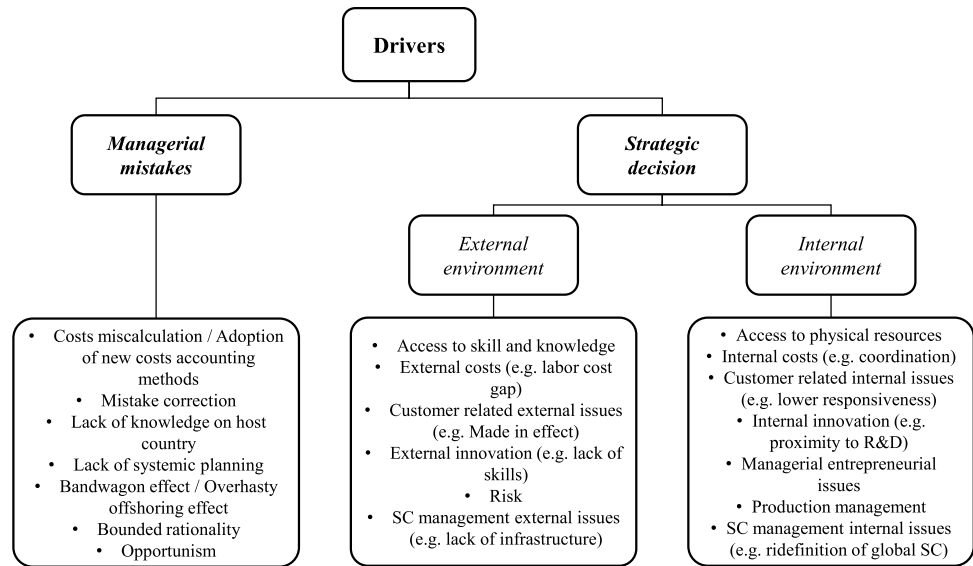 Drivers
Managerial
mistakes
Strategic
decision
External
environment
Internal
environment
• Costs miscalculation / Adoption
of new costs accounting
methods
• Mistake correction
• Lack of knowledge on host
country
• Lack of systemic planning
• Bandwagon effect / Overhasty
offshoring effect
• Bounded rationality
• Opportunism
• Access to skill and knowledge
• External costs (e.g. labor cost
gap)
• Customer related external issues
(e.g. Made in effect)
• External innovation (e.g. lack of
skills)
• Risk
• SC management external issues
(e.g. lack of infrastructure)
• Access to physical resources
• Internal costs (e.g. coordination)
• Customer related internal issues
(e.g. lower responsiveness)
• Internal innovation (e.g.
proximity to R&D)
• Managerial entrepreneurial
issues
• Production management
• SC management internal issues
(e.g. ridefinition of global SC)